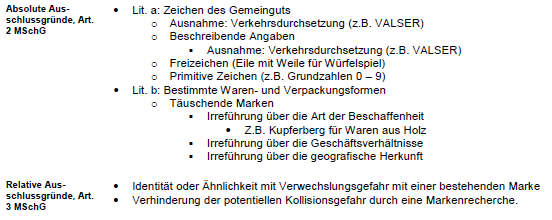 Absolute Aus-
schlussgründe, Art.
2 MSchG
• Lit. a: Zeichen des Gemeinguts
o Ausnahme: Verkehrsdurchsetzung (z.B. VALSER)
o Beschreibende Angaben
▪ Ausnahme: Verkehrsdurchsetzung (z.B. VALSER)
o Freizeichen (Eile mit Weile für Würfelspiel)
o Primitive Zeichen (z.B. Grundzahlen 0 – 9)
• Lit. b: Bestimmte Waren- und Verpackungsformen
o Täuschende Marken
▪ Irreführung über die Art der Beschaffenheit
• Z.B. Kupferberg für Waren aus Holz
▪ Irreführung über die Geschäftsverhältnisse
▪ Irreführung über die geografische Herkunft
Relative Aus-
schlussgründe, Art.
3 MSchG
• Identität oder Ähnlichkeit mit Verwechslungsgefahr mit einer bestehenden Marke
• Verhinderung der potentiellen Kollisionsgefahr durch eine Markenrecherche.